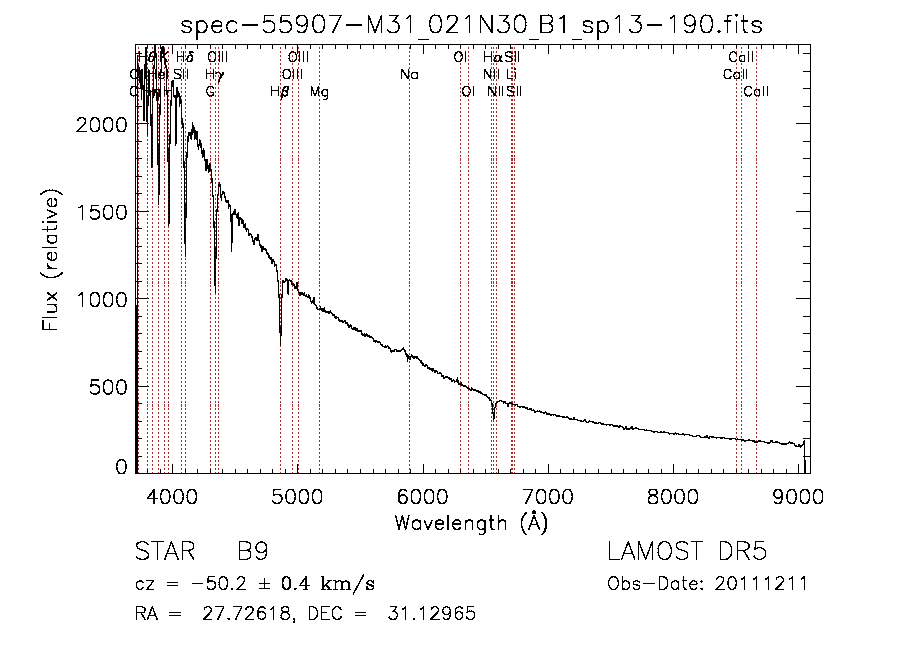 spec-55907-M31_021N30_B1_sp13-190.fits
Hδ OIII OIII OI Hα SII CaII
SII Hγ OIII Na NII Li CaII
G Hβ Mg OI NII SII CaII
2000
1500
1000
500
0
Flux (relative)
4000 5000 6000 7000 8000 9000
Wavelength (Å)
STAR B9 LAMOST DR5
cz = -50.2 ± 0.4 km/s Obs-Date: 20111211
RA = 27.72618, DEC = 31.12965